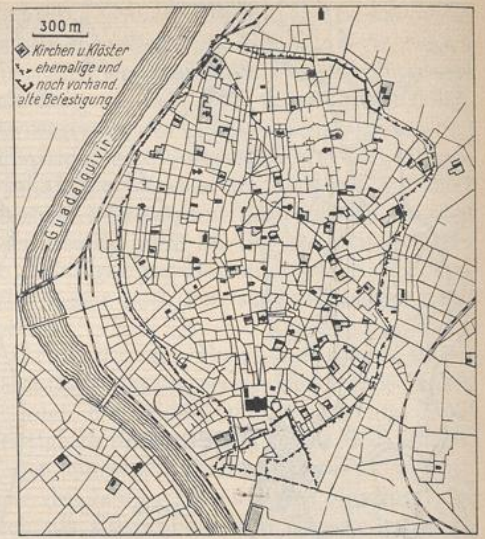 300 m
Kirchen u. Klöster
ehemalige und
noch vorhand.
alte Befestigung
Guadalquivir